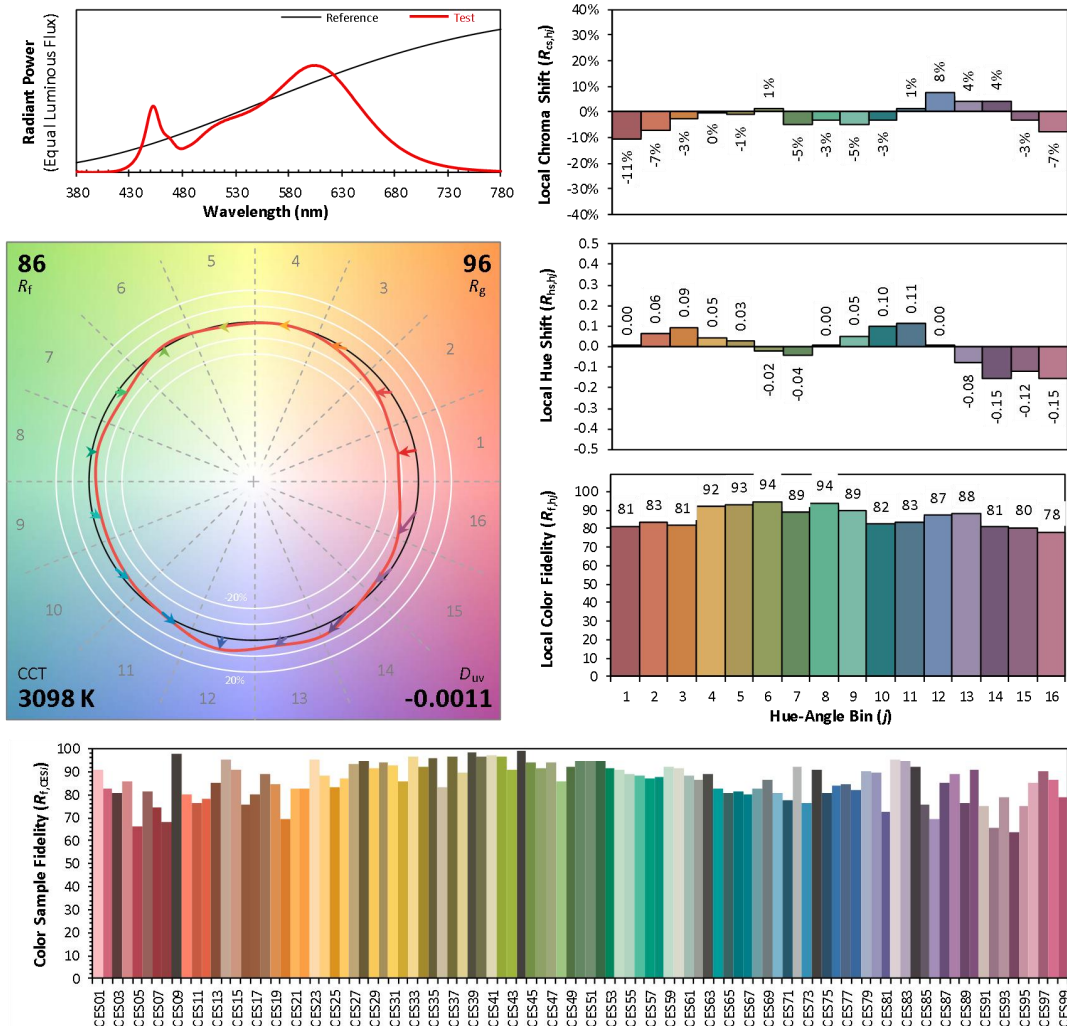 Reference
Test
Radiant Power
(Equal Luminous Flux)
380 430 480 530 580 630 680 730 780
Wavelength (nm)
Local Chroma Shift (Rcs,hj)
40%
30%
20%
10%
0%
-10%
-20%
-30%
-40%
-11% -7% -3% 0% -1% 1% -5% -3% -5% -3% 1% 8% 4% 4% -3% -7%
86
Rf
96
Rg
5 4
6 3
7 2
8 1
9 16
10 15
11 14
12 13
-20%
20%
CCT
3098 K
Duv
-0.0011
Local Hue Shift (Rhs,hj)
0.5
0.4
0.3
0.2
0.1
0.0
-0.1
-0.2
-0.3
-0.4
-0.5
0.00 0.06 0.09 0.05 0.03 -0.02 -0.04 0.00 0.05 0.10 0.11 0.00 -0.08 -0.15 -0.12 -0.15
Local Color Fidelity (Rf,hj)
100
90
80
70
60
50
40
30
20
10
0
81 83 81 92 93 94 89 94 89 82 83 87 88 81 80 78
1 2 3 4 5 6 7 8 9 10 11 12 13 14 15 16
Hue-Angle Bin (j)
Color Sample Fidelity (Rf,CESi)
100
90
80
70
60
50
40
30
20
10
0
CES01 CES03 CES05 CES07 CES09 CES11 CES13 CES15 CES17 CES19 CES21 CES23 CES25 CES27 CES29 CES31 CES33 CES35 CES37 CES39 CES41 CES43 CES45 CES47 CES49 CES51 CES53 CES55 CES57 CES59 CES61 CES63 CES65 CES67 CES69 CES71 CES73 CES75 CES77 CES79 CES81 CES83 CES85 CES87 CES89 CES91 CES93 CES95 CES97 CES99